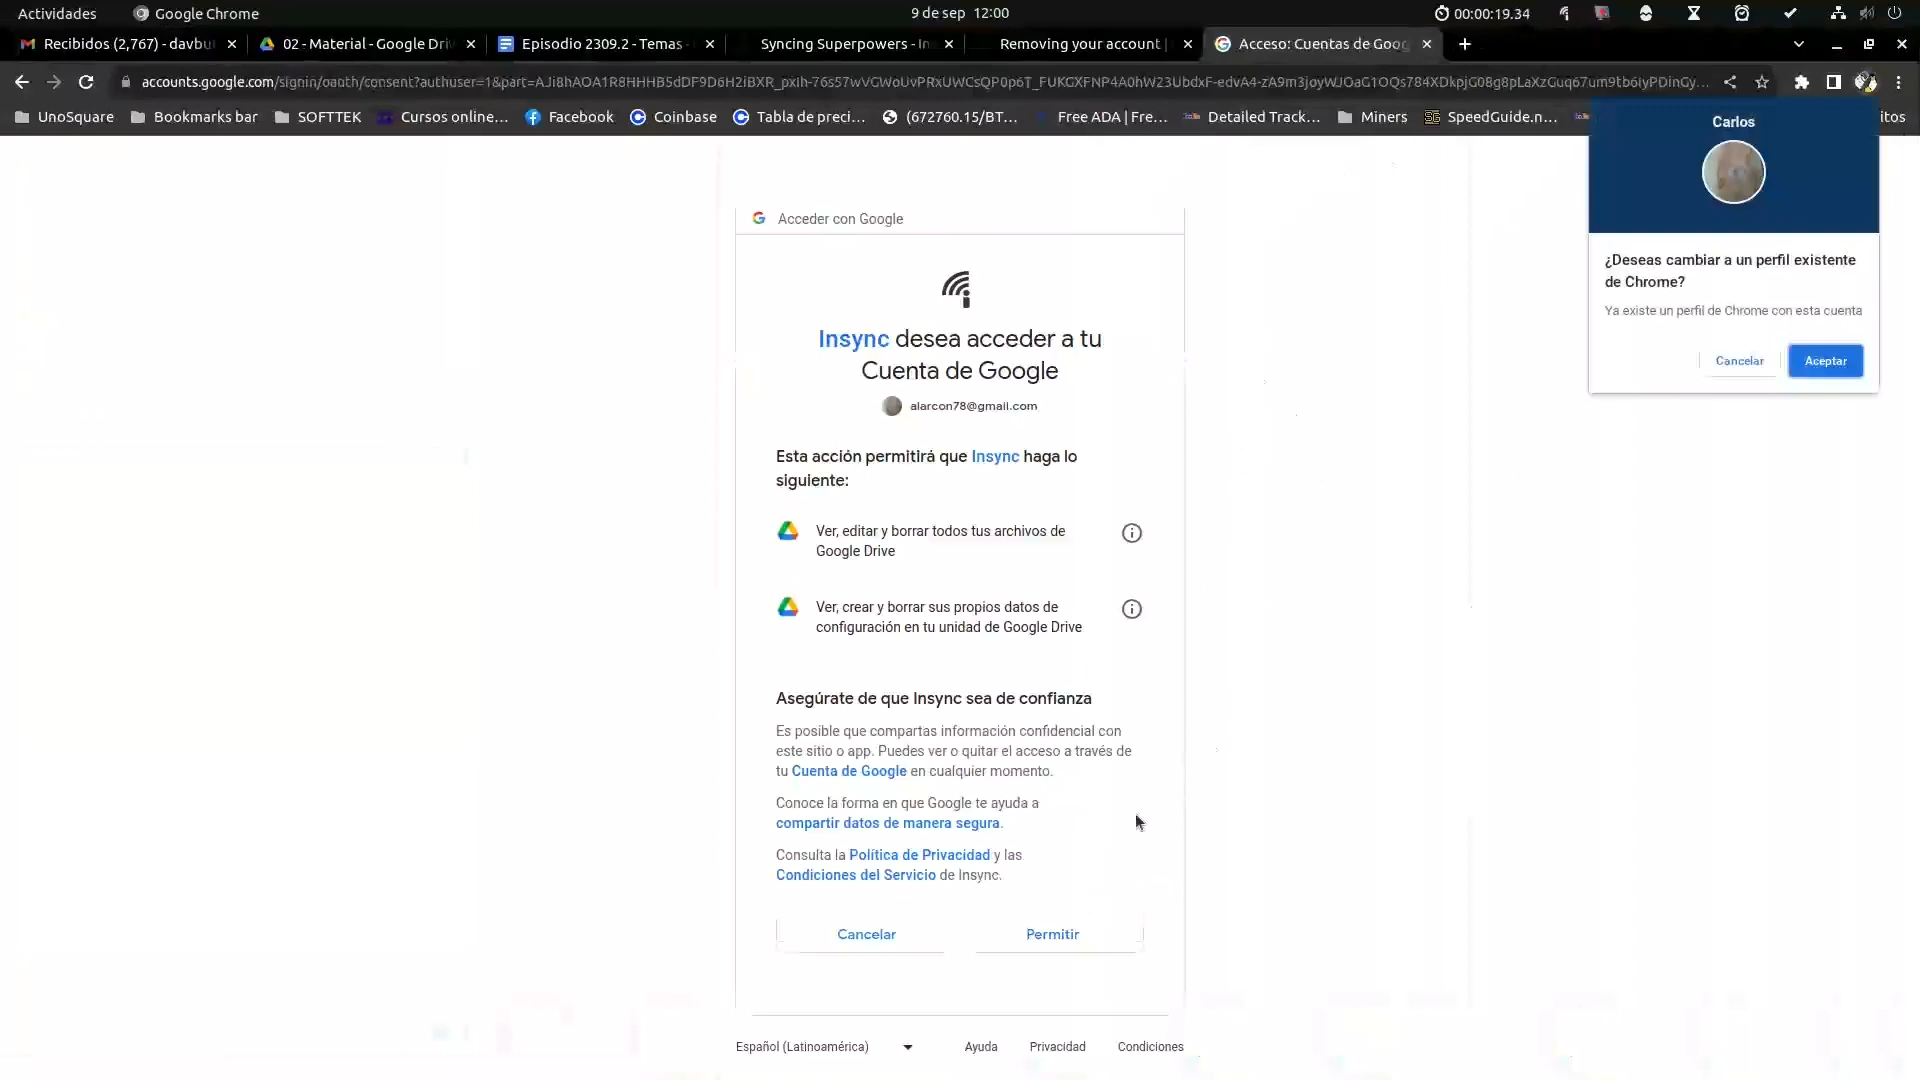 Actividades
Google Chrome
9 de sep 12:00
00:00:19.34
Recibidos (2,767) - davbu
02 - Material - Google Driv
Episodio 2309.2 - Temas -
Syncing Superpowers - In
Removing your account |
Acceso: Cuentas de Goog
accounts.google.com/signin/oauth/consent?authuser=1&part=
UnoSquare
Bookmarks bar
SOFTTEK
Cursos online...
Facebook
Coinbase
Tabla de preci...
(672760.15/BT...
Free ADA | Fre...
Detailed Track...
Miners
SpeedGuide.n...
itos
Carlos
¿Deseas cambiar a un perfil existente
de Chrome?
Ya existe un perfil de Chrome con esta cuenta
Cancelar
Aceptar
Acceder con Google
Insync desea acceder a tu
Cuenta de Google
alarcon78@gmail.com
Esta acción permitirá que Insync haga lo
siguiente:
Ver, editar y borrar todos tus archivos de
Google Drive
Ver, crear y borrar sus propios datos de
configuración en tu unidad de Google Drive
Asegúrate de que Insync sea de confianza
Es posible que compartas información confidencial con
este sitio o app. Puedes ver o quitar el acceso a través de
tu Cuenta de Google en cualquier momento.
Conoce la forma en que Google te ayuda a
compartir datos de manera segura.
Consulta la Política de Privacidad y las
Condiciones del Servicio de Insync.
Cancelar
Permitir
Español (Latinoamérica)
Ayuda
Privacidad
Condiciones